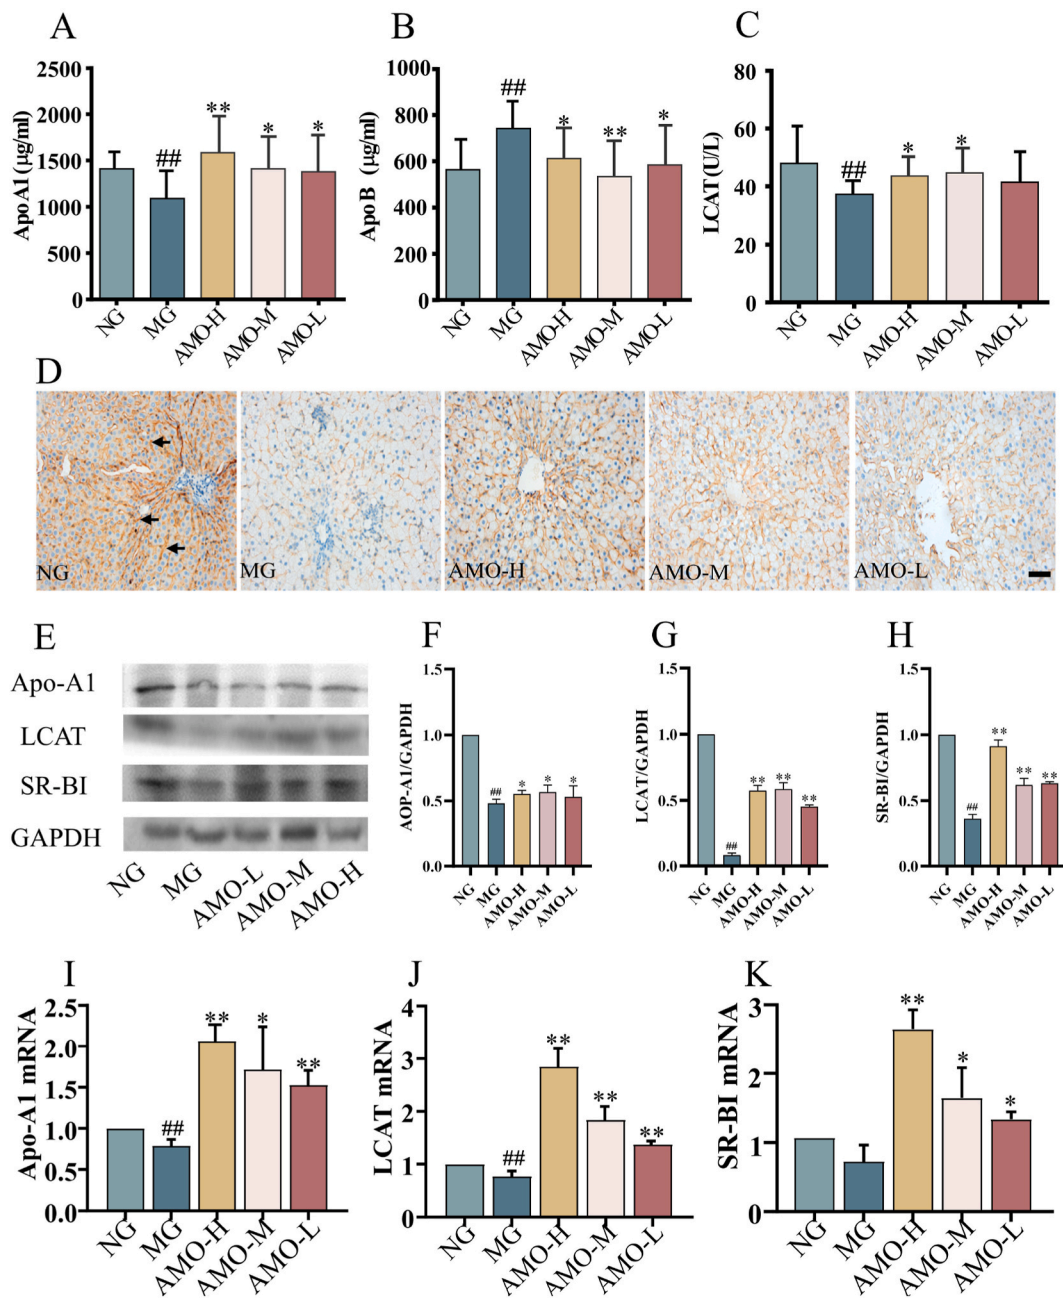 A
ApoA1(μg/ml)
2500
2000
1500
1000
500
0
##
**
*
*
NG
MG
AMO-H
AMO-M
AMO-L
B
ApoB (μg/ml)
1000
800
600
400
200
0
##
*
**
*
NG
MG
AMO-H
AMO-M
AMO-L
C
LCAT(U/L)
80
60
40
20
0
##
*
*
NG
MG
AMO-H
AMO-M
AMO-L
D
NG
MG
AMO-H
AMO-M
AMO-L
E
Apo-A1
LCAT
SR-BI
GAPDH
NG
MG
AMO-L
AMO-M
AMO-H
F
AOP-A1/GAPDH
1.5
1.0
0.5
0.0
##
*
*
*
NG
MG
AMO-H
AMO-M
AMO-L
G
LCAT/GAPDH
1.5
1.0
0.5
0.0
##
**
**
**
NG
MG
AMO-H
AMO-M
AMO-L
H
SR-BI/GAPDH
1.5
1.0
0.5
0.0
##
**
**
**
NG
MG
AMO-H
AMO-M
AMO-L
I
Apo-A1 mRNA
2.5
2.0
1.5
1.0
0.5
0.0
##
**
*
**
NG
MG
AMO-H
AMO-M
AMO-L
J
LCAT mRNA
4
3
2
1
0
##
**
**
**
NG
MG
AMO-H
AMO-M
AMO-L
K
SR-BI mRNA
3
2
1
0
**
*
*
NG
MG
AMO-H
AMO-M
AMO-L